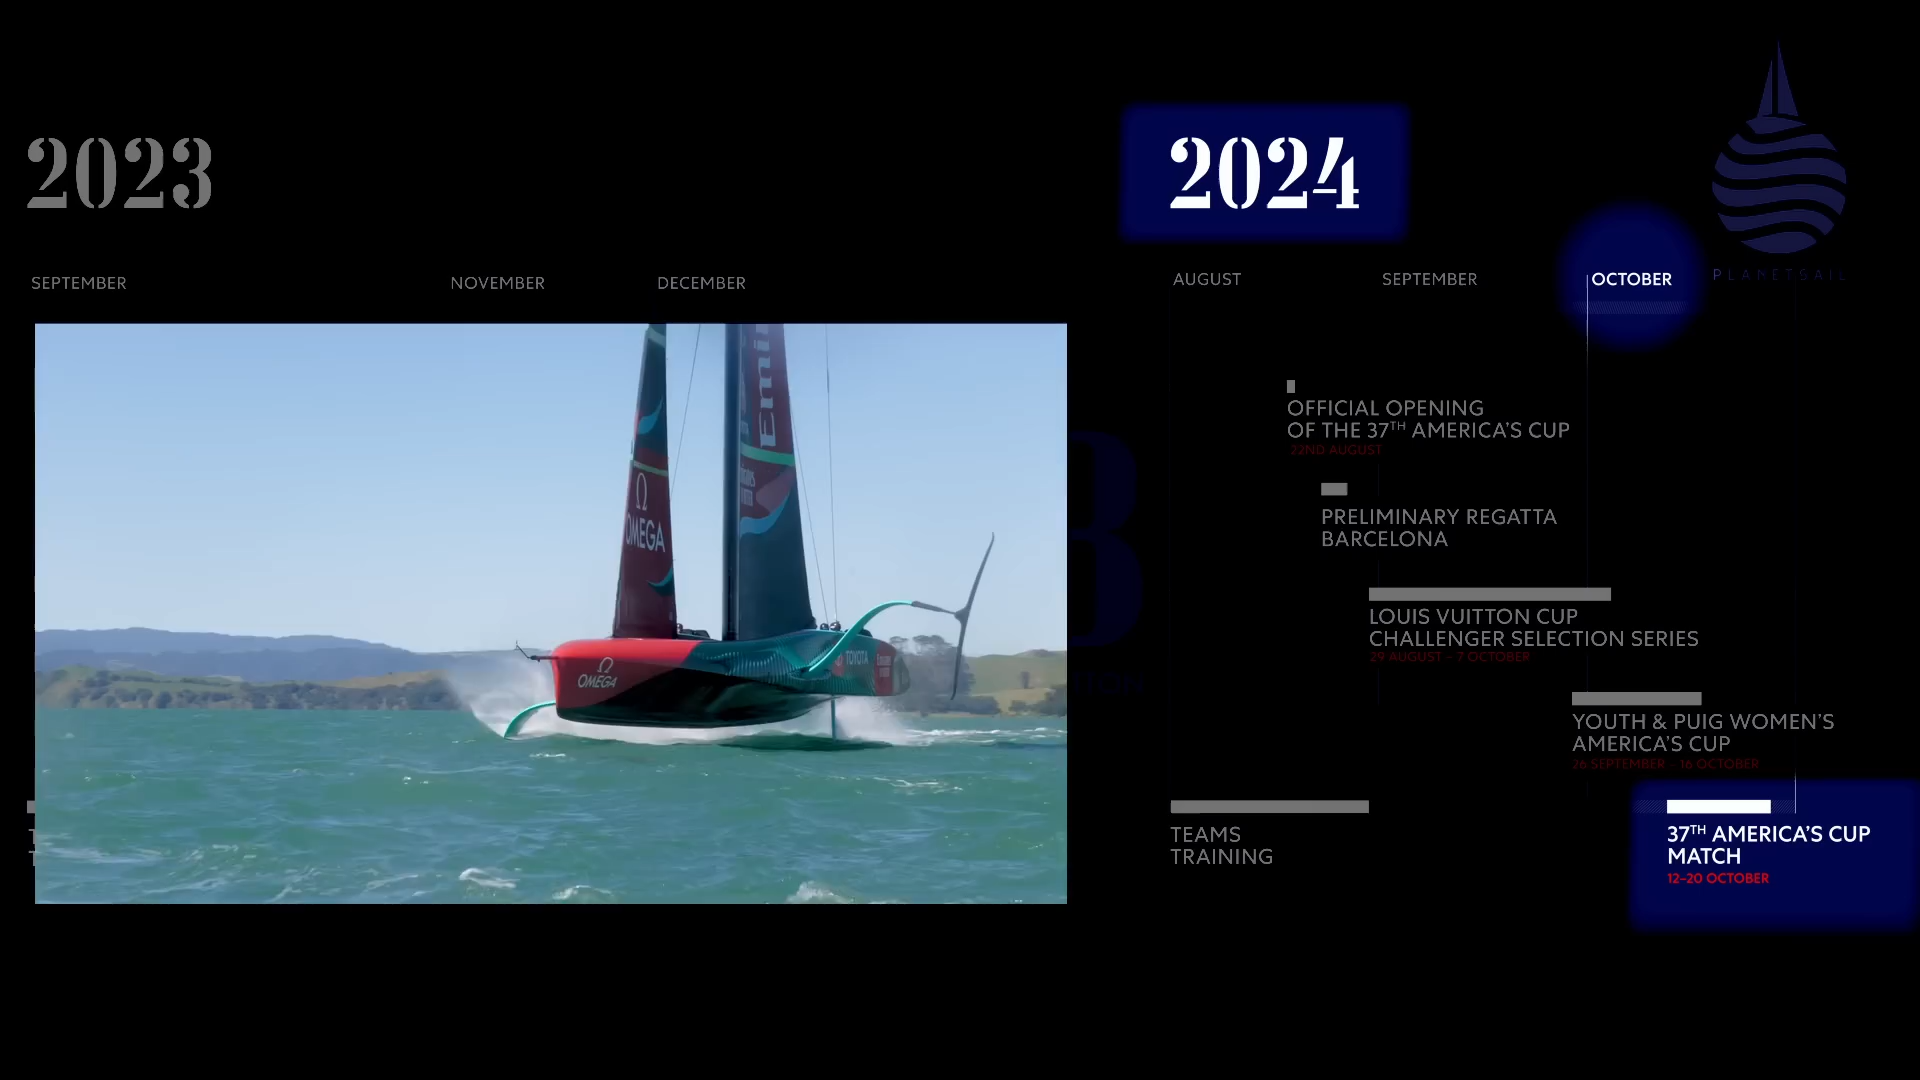 2023
2024
SEPTEMBER
NOVEMBER
DECEMBER
AUGUST
SEPTEMBER
OCTOBER
PLANETSAIL
OFFICIAL OPENING
OF THE 37TH AMERICA'S CUP
22ND AUGUST
PRELIMINARY REGATTA
BARCELONA
LOUIS VUITTON CUP
CHALLENGER SELECTION SERIES
29 AUGUST – 7 OCTOBER
YOUTH & PUIG WOMEN'S
AMERICA'S CUP
26 SEPTEMBER – 16 OCTOBER
TEAMS
TRAINING
37TH AMERICA'S CUP
MATCH
12–20 OCTOBER
Emi
Ω
OMEGA
Ω
OMEGA
TOYOTA